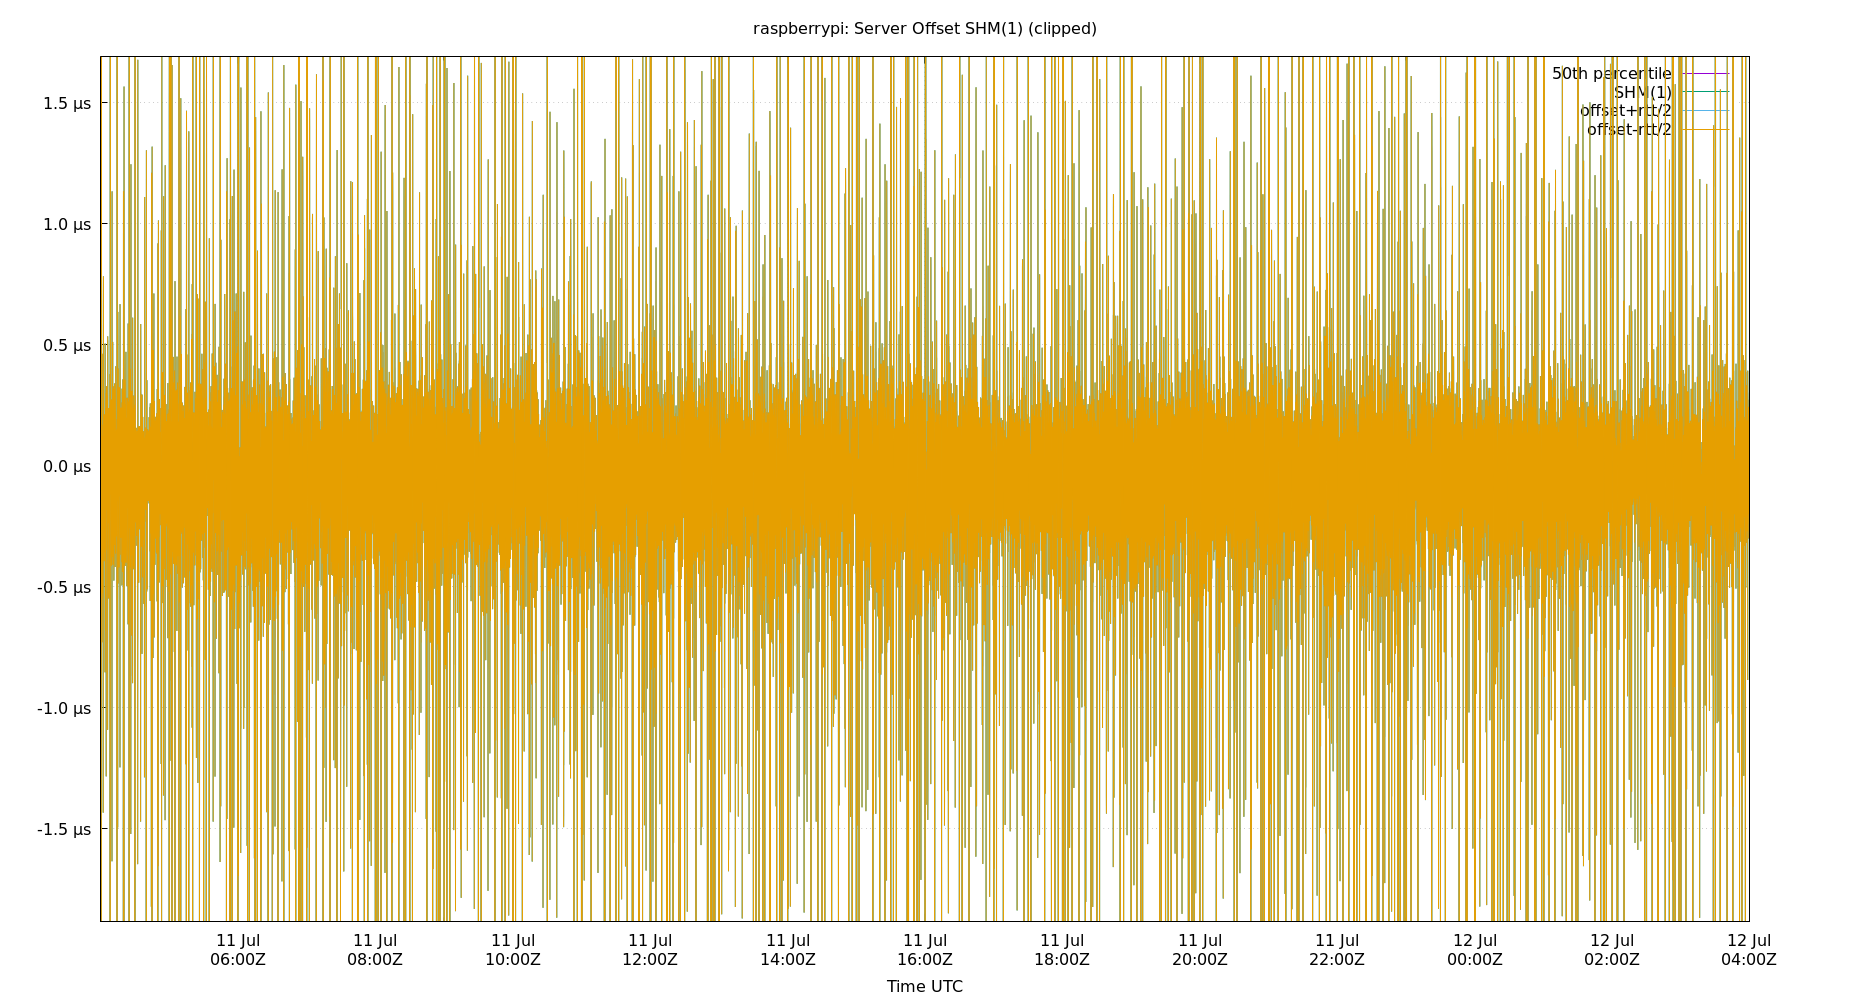 raspberrypi: Server Offset SHM(1) (clipped)
50th percentile
SHM(1)
offset+rtt/2
offset-rtt/2
1.5 µs
1.0 µs
0.5 µs
0.0 µs
-0.5 µs
-1.0 µs
-1.5 µs
11 Jul 11 Jul 11 Jul 11 Jul 11 Jul 11 Jul 11 Jul 11 Jul 11 Jul 12 Jul 12 Jul 12 Jul
06:00Z 08:00Z 10:00Z 12:00Z 14:00Z 16:00Z 18:00Z 20:00Z 22:00Z 00:00Z 02:00Z 04:00Z
Time UTC